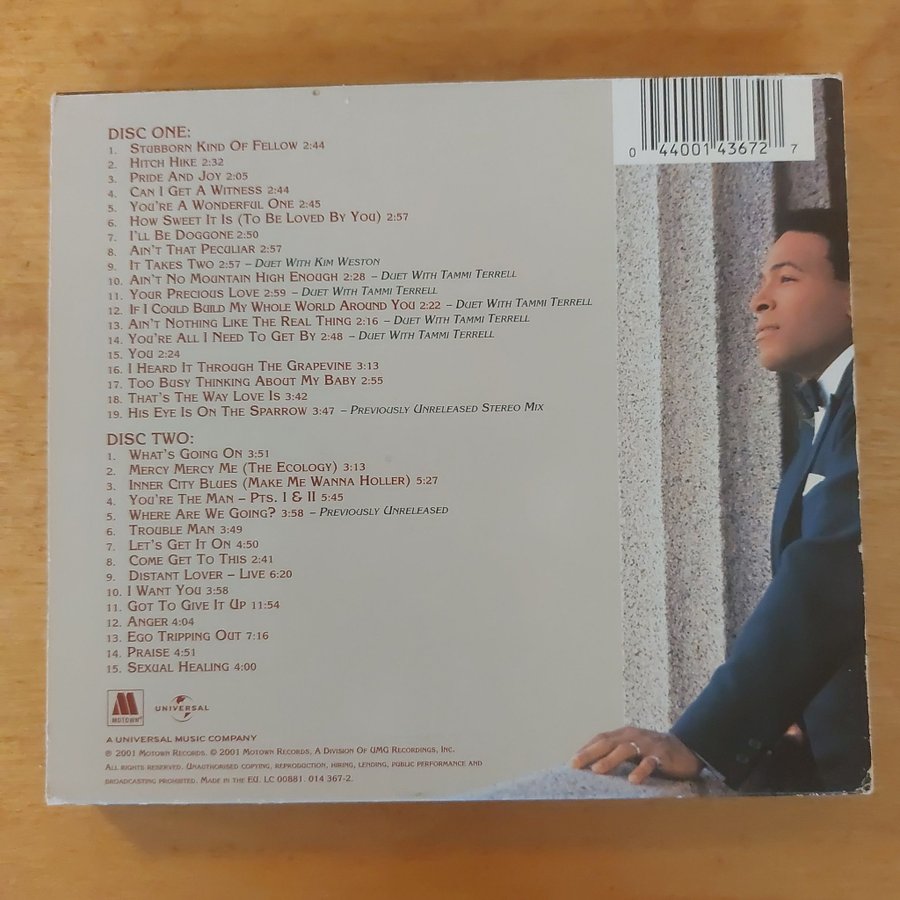 DISC ONE:
1. STUBBORN KIND OF FELLOW 2:44
2. HITCH HIKE 2:32
3. PRIDE AND JOY 2:05
4. CAN I GET A WITNESS 2:44
5. YOU'RE A WONDERFUL ONE 2:45
6. HOW SWEET IT IS (TO BE LOVED BY YOU) 2:57
7. I'LL BE DOGGONE 2:50
8. AIN'T THAT PECULIAR 2:57
9. IT TAKES TWO 2:57 – DUET WITH KIM WESTON
10. AIN'T NO MOUNTAIN HIGH ENOUGH 2:28 – DUET WITH TAMMI TERRELL
11. YOUR PRECIOUS LOVE 2:59 – DUET WITH TAMMI TERRELL
12. IF I COULD BUILD MY WHOLE WORLD AROUND YOU 2:22 – DUET WITH TAMMI TERRELL
13. AIN'T NOTHING LIKE THE REAL THING 2:16 – DUET WITH TAMMI TERRELL
14. YOU'RE ALL I NEED TO GET BY 2:48 – DUET WITH TAMMI TERRELL
15. YOU 2:24
16. I HEARD IT THROUGH THE GRAPEVINE 3:13
17. TOO BUSY THINKING ABOUT MY BABY 2:55
18. THAT'S THE WAY LOVE IS 3:42
19. HIS EYE IS ON THE SPARROW 3:47 – PREVIOUSLY UNRELEASED STEREO MIX
DISC TWO:
1. WHAT'S GOING ON 3:51
2. MERCY MERCY ME (THE ECOLOGY) 3:13
3. INNER CITY BLUES (MAKE ME WANNA HOLLER) 5:27
4. YOU'RE THE MAN – PTS. I & II 5:45
5. WHERE ARE WE GOING? 3:58 – PREVIOUSLY UNRELEASED
6. TROUBLE MAN 3:49
7. LET'S GET IT ON 4:50
8. COME GET TO THIS 2:41
9. DISTANT LOVER – LIVE 6:20
10. I WANT YOU 3:58
11. GOT TO GIVE IT UP 11:54
12. ANGER 4:04
13. EGO TRIPPING OUT 7:16
14. PRAISE 4:51
15. SEXUAL HEALING 4:00
MOTOWN
UNIVERSAL
A UNIVERSAL MUSIC COMPANY
℗ 2001 MOTOWN RECORDS. © 2001 MOTOWN RECORDS, A DIVISION OF UMG RECORDINGS, INC.
ALL RIGHTS RESERVED. UNAUTHORISED COPYING, REPRODUCTION, HIRING, LENDING, PUBLIC PERFORMANCE AND
BROADCASTING PROHIBITED. MADE IN THE EU. LC 00881. 014 367-2.
0 44001 43672 7